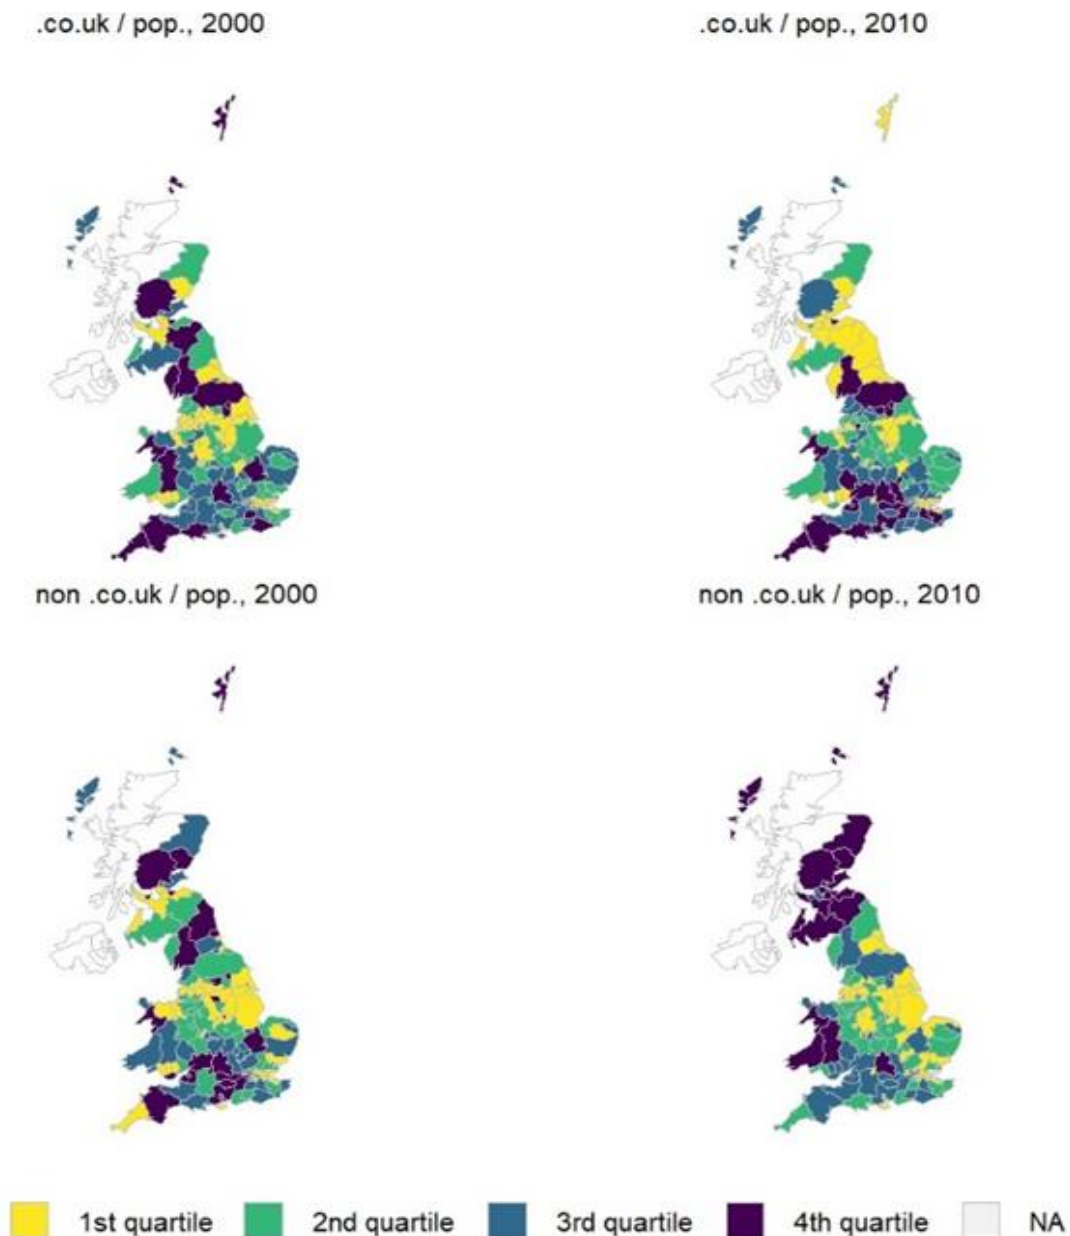 .co.uk / pop., 2000
.co.uk / pop., 2010
non .co.uk / pop., 2000
non .co.uk / pop., 2010
1st quartile
2nd quartile
3rd quartile
4th quartile
NA